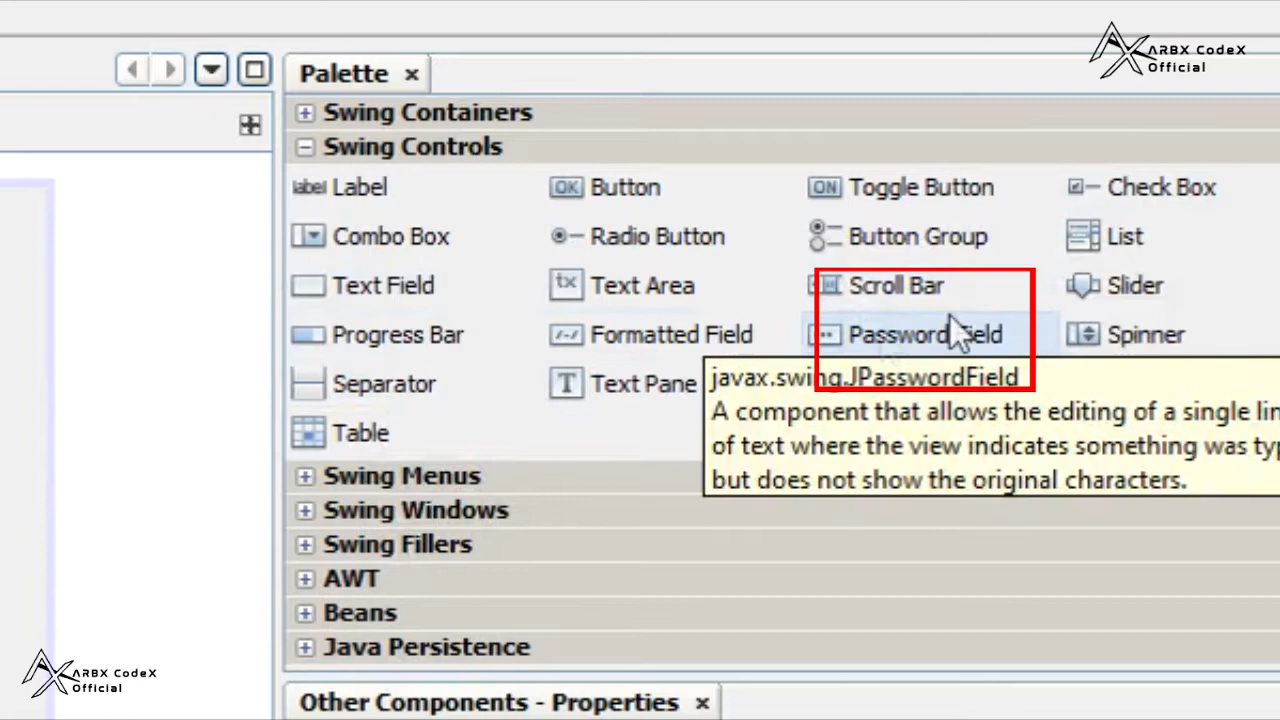 ARBX CodeX
Official
Palette
Swing Containers
Swing Controls
label Label
OK Button
ON Toggle Button
Check Box
Combo Box
Radio Button
Button Group
List
Text Field
tx Text Area
Scroll Bar
Slider
Progress Bar
Formatted Field
Password Field
Spinner
Separator
T Text Pane
javax.swing.JPasswordField
A component that allows the editing of a single lin
of text where the view indicates something was typ
but does not show the original characters.
Table
Swing Menus
Swing Windows
Swing Fillers
AWT
Beans
Java Persistence
ARBX CodeX
Official
Other Components - Properties